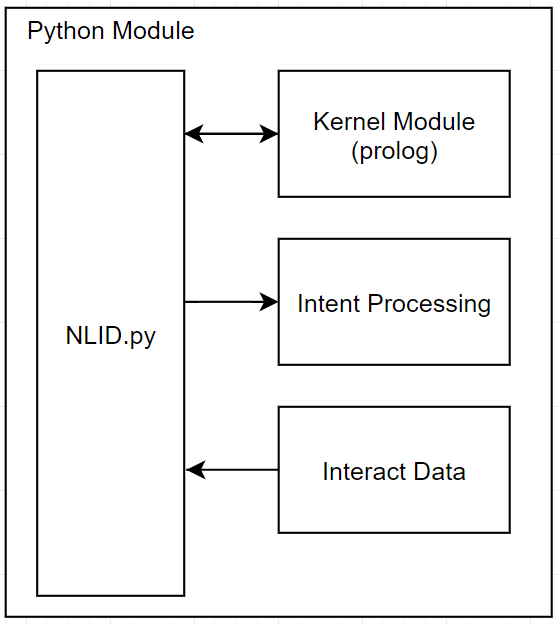 Python Module
NLID.py
Kernel Module
(prolog)
Intent Processing
Interact Data